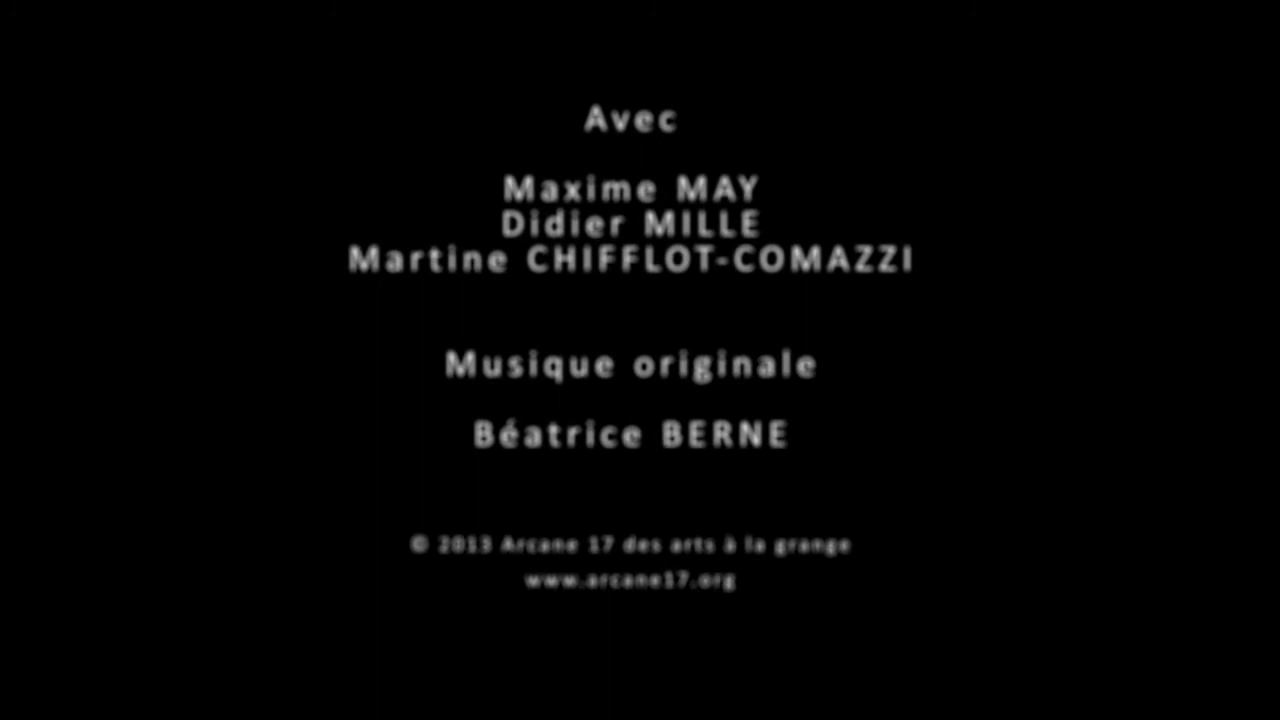 Avec
Maxime MAY
Didier MILLE
Martine CHIFFLOT-COMAZZI
Musique originale
Béatrice BERNE
© 2013 Arcane 17 des arts à la grange
www.arcane17.org